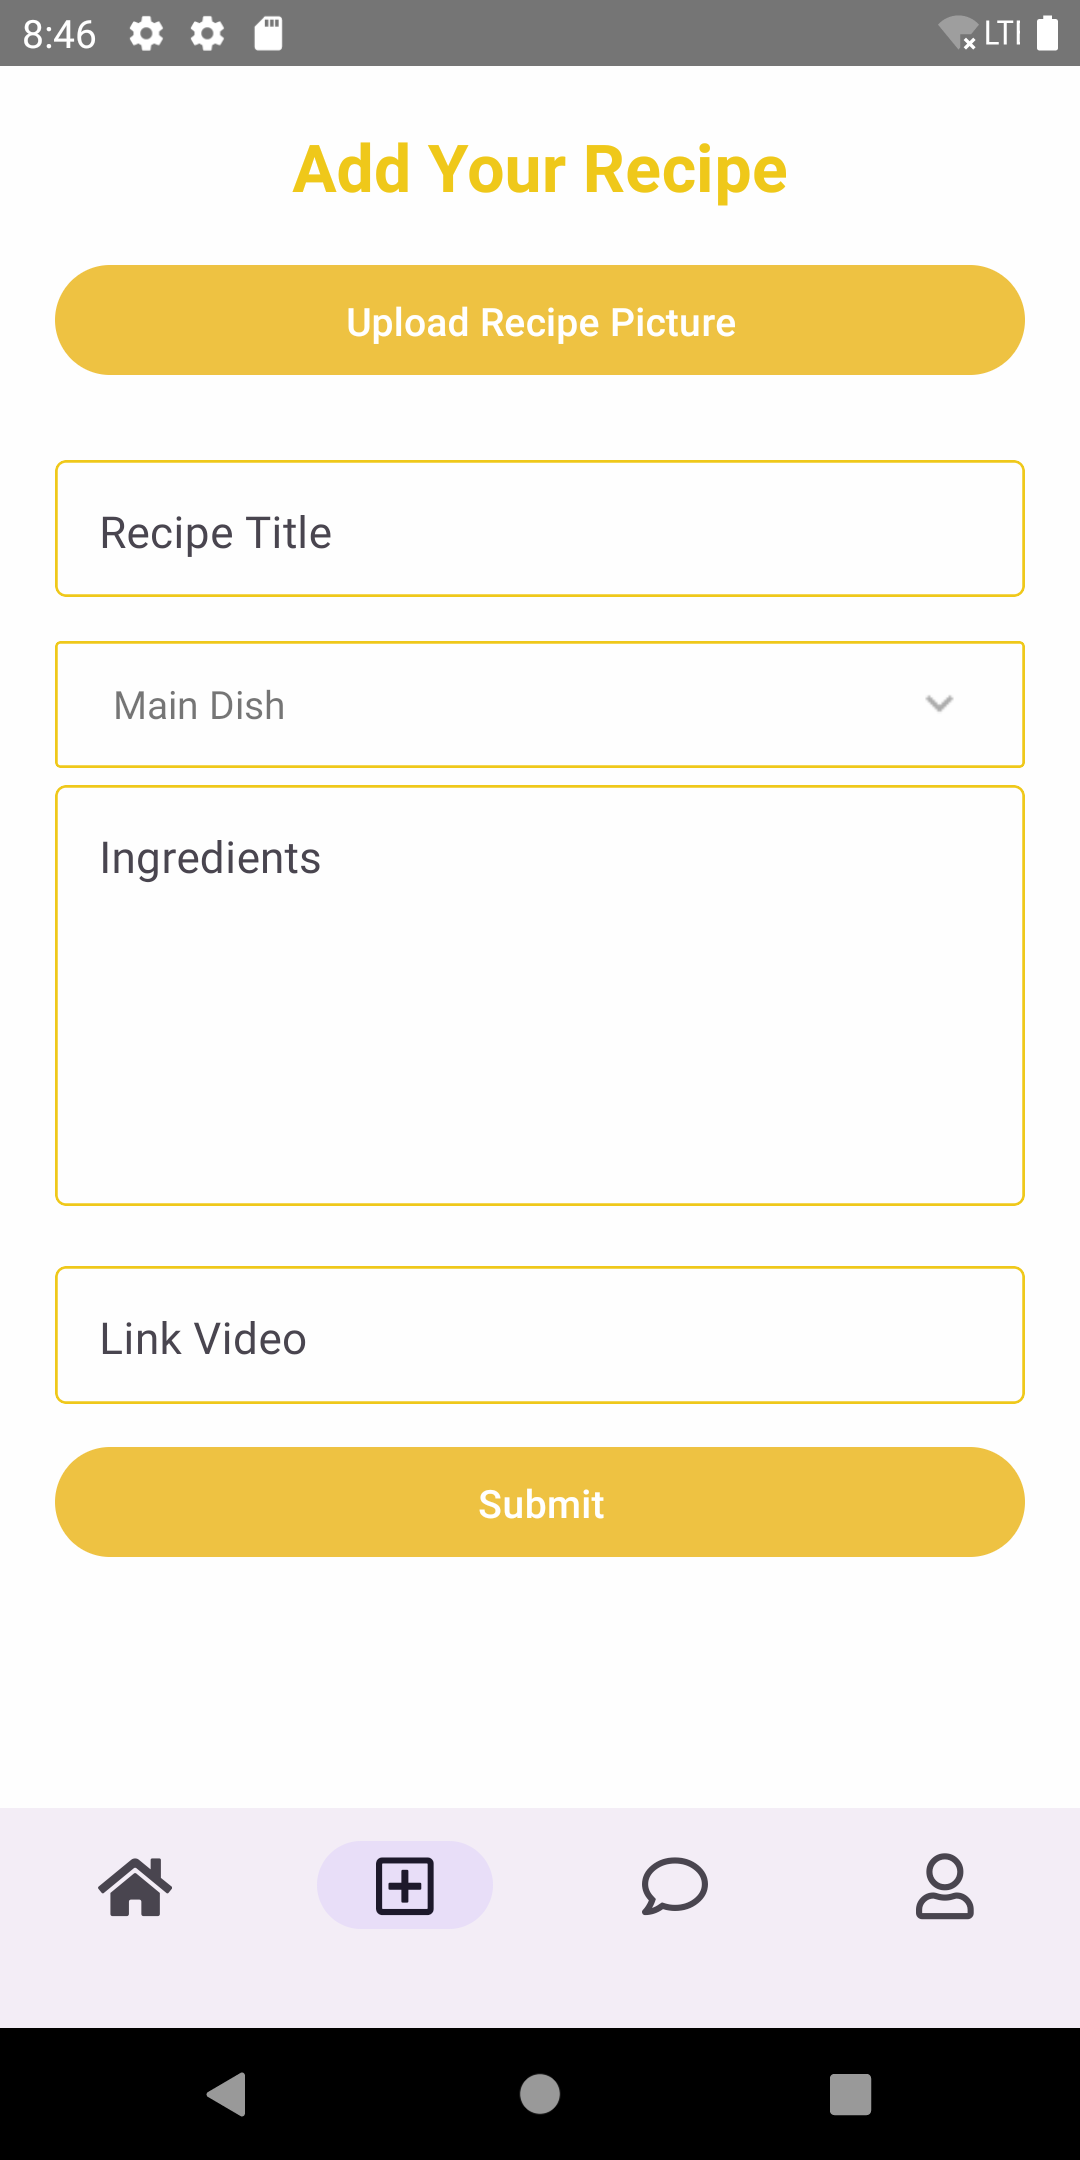 8:46
LTE
Add Your Recipe
Upload Recipe Picture
Recipe Title
Main Dish
Ingredients
Link Video
Submit